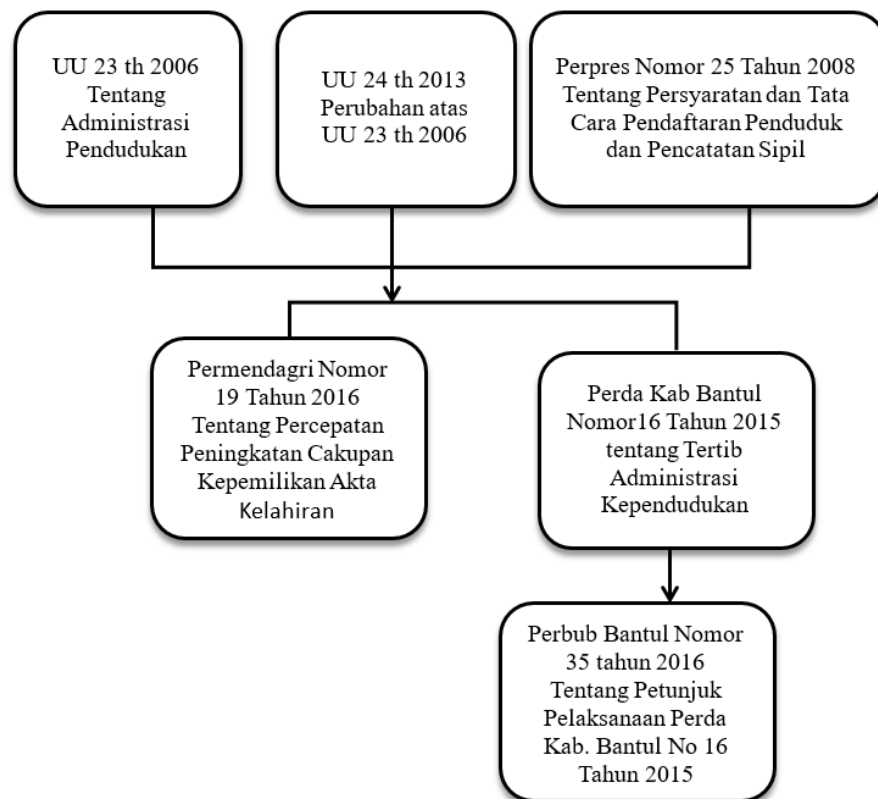 UU 23 th 2006
Tentang
Administrasi
Pendudukan
UU 24 th 2013
Perubahan atas
UU 23 th 2006
Perpres Nomor 25 Tahun 2008
Tentang Persyaratan dan Tata
Cara Pendaftaran Penduduk
dan Pencatatan Sipil
Permendagri Nomor
19 Tahun 2016
Tentang Percepatan
Peningkatan Cakupan
Kepemilikan Akta
Kelahiran
Perda Kab Bantul
Nomor16 Tahun 2015
tentang Tertib
Administrasi
Kependudukan
Perbub Bantul Nomor
35 tahun 2016
Tentang Petunjuk
Pelaksanaan Perda
Kab. Bantul No 16
Tahun 2015